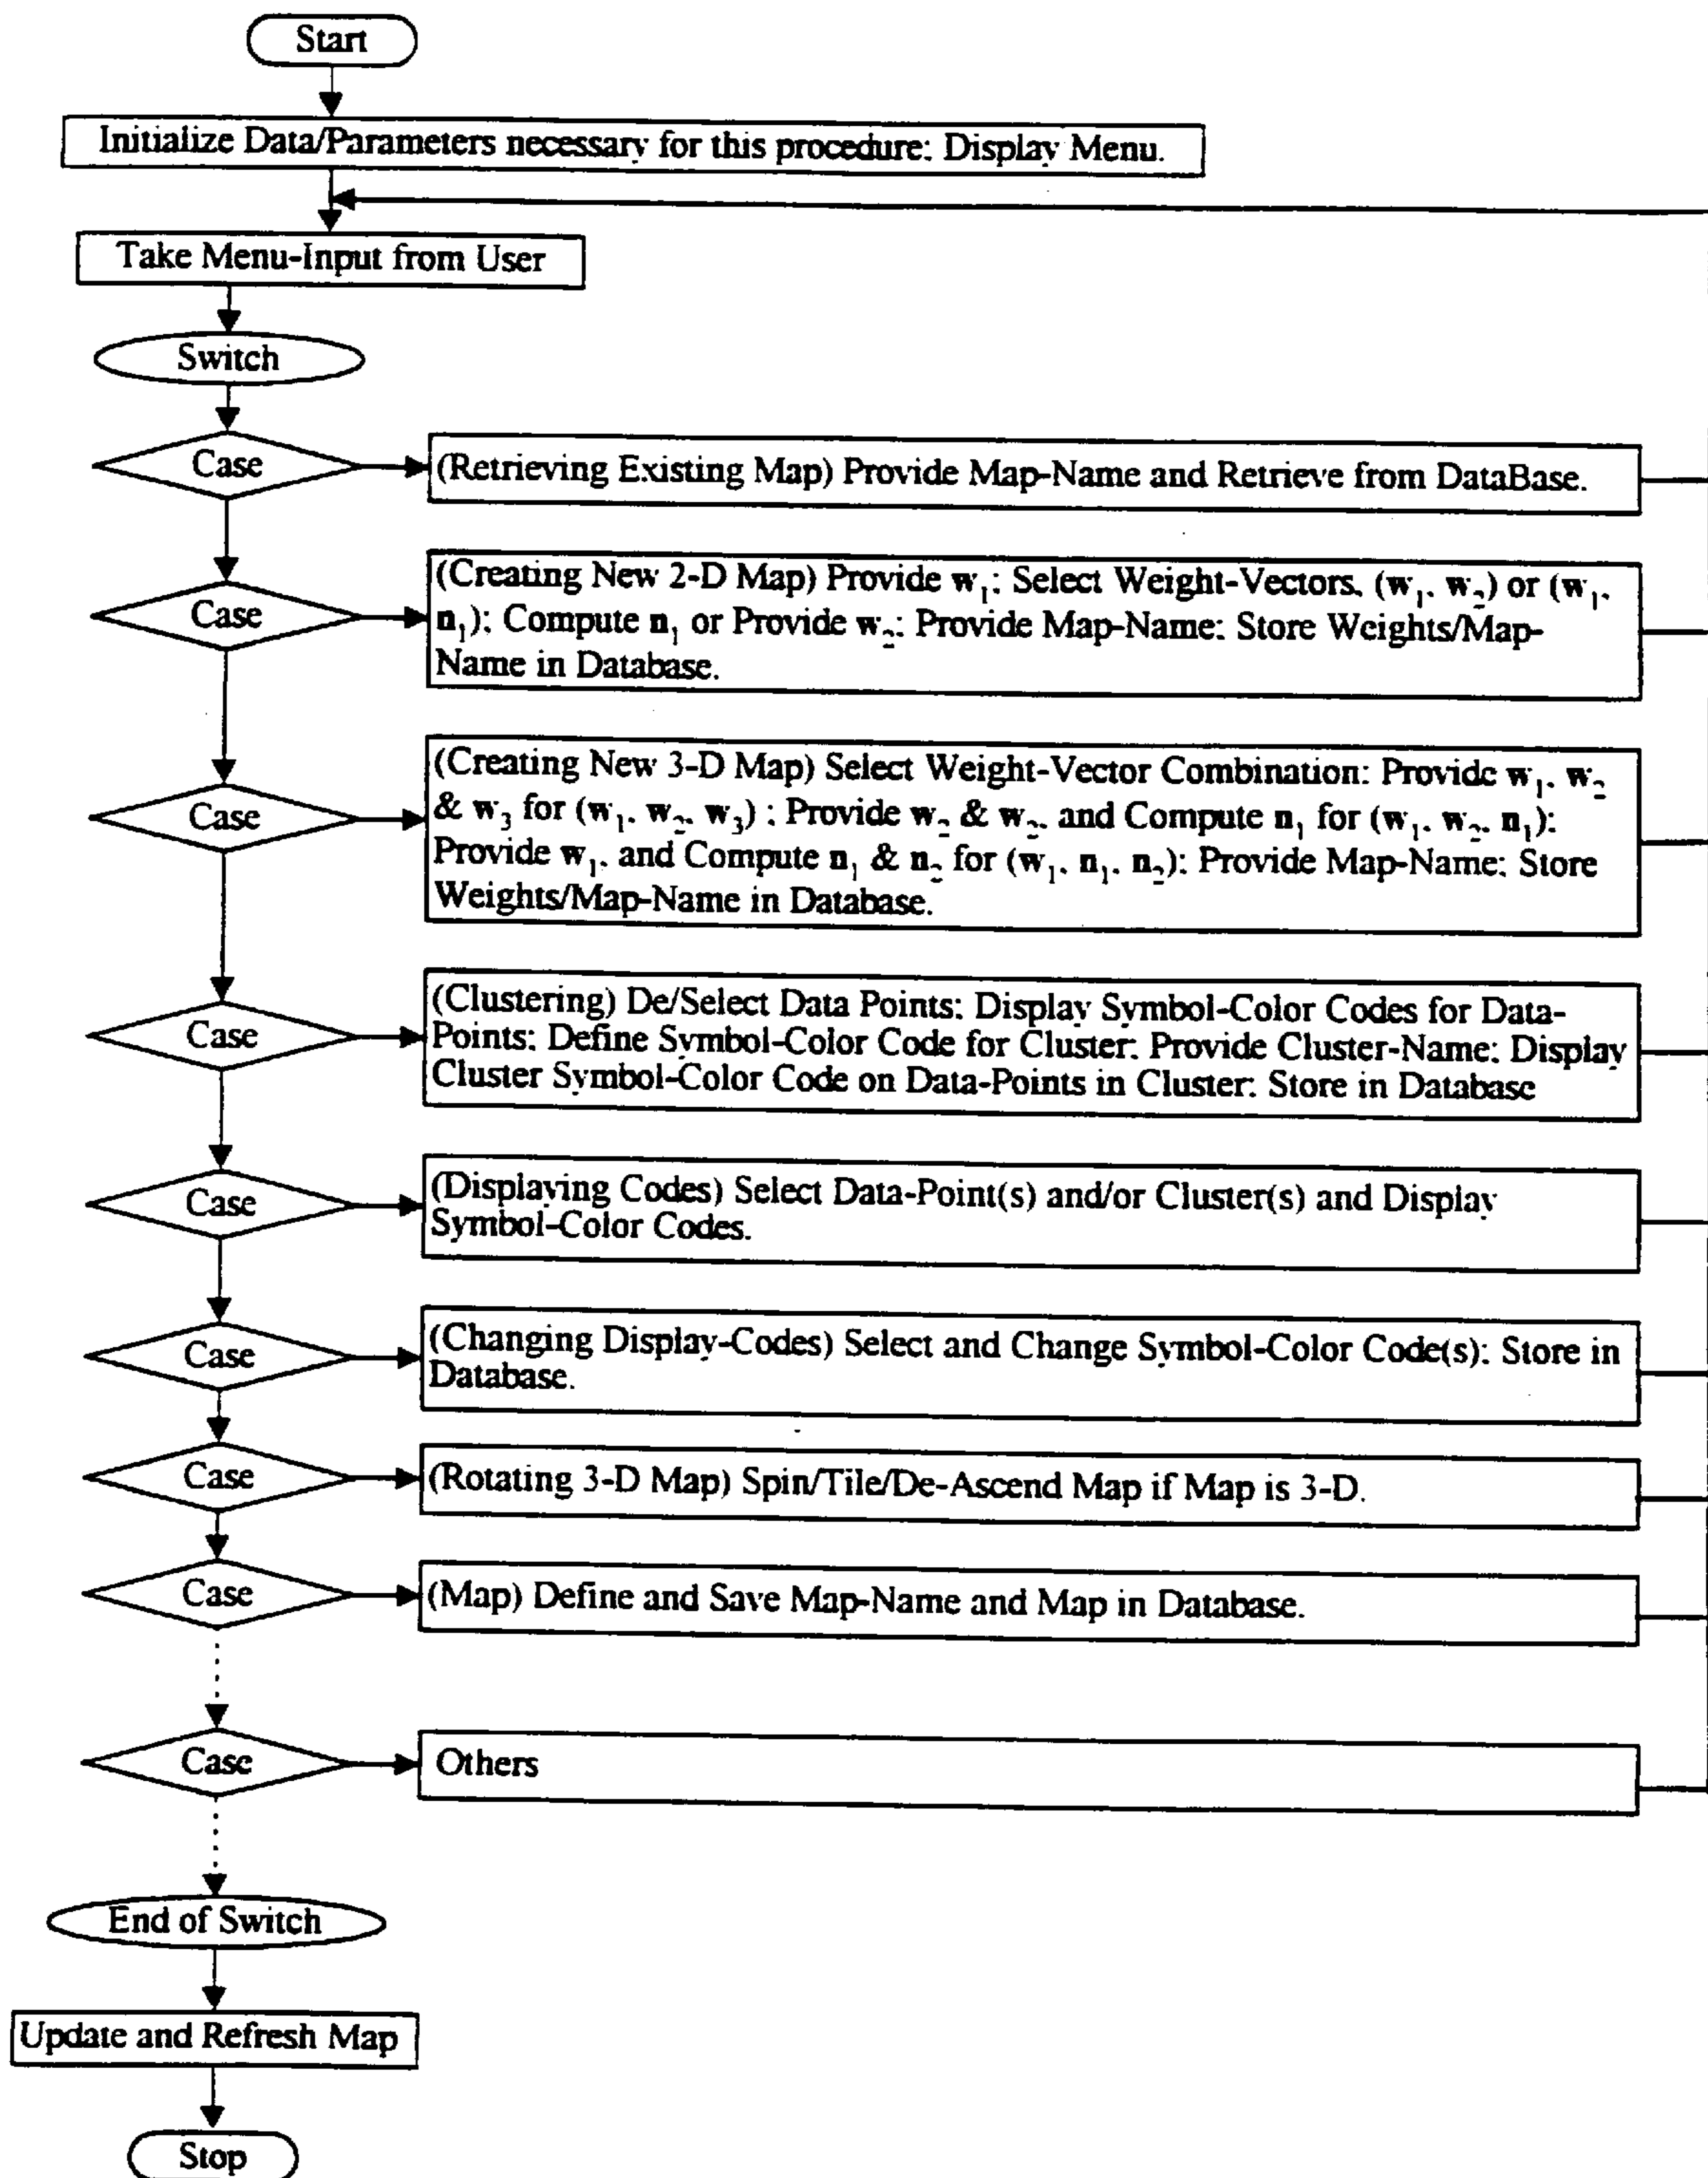 Start
Initialize Data/Parameters necessary for this procedure: Display Menu.
Take Menu-Input from User
Switch
Case
(Retrieving Existing Map) Provide Map-Name and Retrieve from DataBase.
Case
(Creating New 2-D Map) Provide w₁: Select Weight-Vectors. (w₁. w₂) or (w₁.
n₁): Compute n₁ or Provide w₂: Provide Map-Name: Store Weights/Map-
Name in Database.
Case
(Creating New 3-D Map) Select Weight-Vector Combination: Provide w₁. w₂
& w₃ for (w₁. w₂. w₃) : Provide w₂ & w₂. and Compute n₁ for (w₁. w₂. n₁):
Provide w₁. and Compute n₁ & n₂ for (w₁. n₁. n₂): Provide Map-Name: Store
Weights/Map-Name in Database.
Case
(Clustering) De/Select Data Points: Display Symbol-Color Codes for Data-
Points: Define Symbol-Color Code for Cluster: Provide Cluster-Name: Display
Cluster Symbol-Color Code on Data-Points in Cluster: Store in Database
Case
(Displaying Codes) Select Data-Point(s) and/or Cluster(s) and Display
Symbol-Color Codes.
Case
(Changing Display-Codes) Select and Change Symbol-Color Code(s): Store in
Database.
Case
(Rotating 3-D Map) Spin/Tile/De-Ascend Map if Map is 3-D.
Case
(Map) Define and Save Map-Name and Map in Database.
Case
Others
End of Switch
Update and Refresh Map
Stop